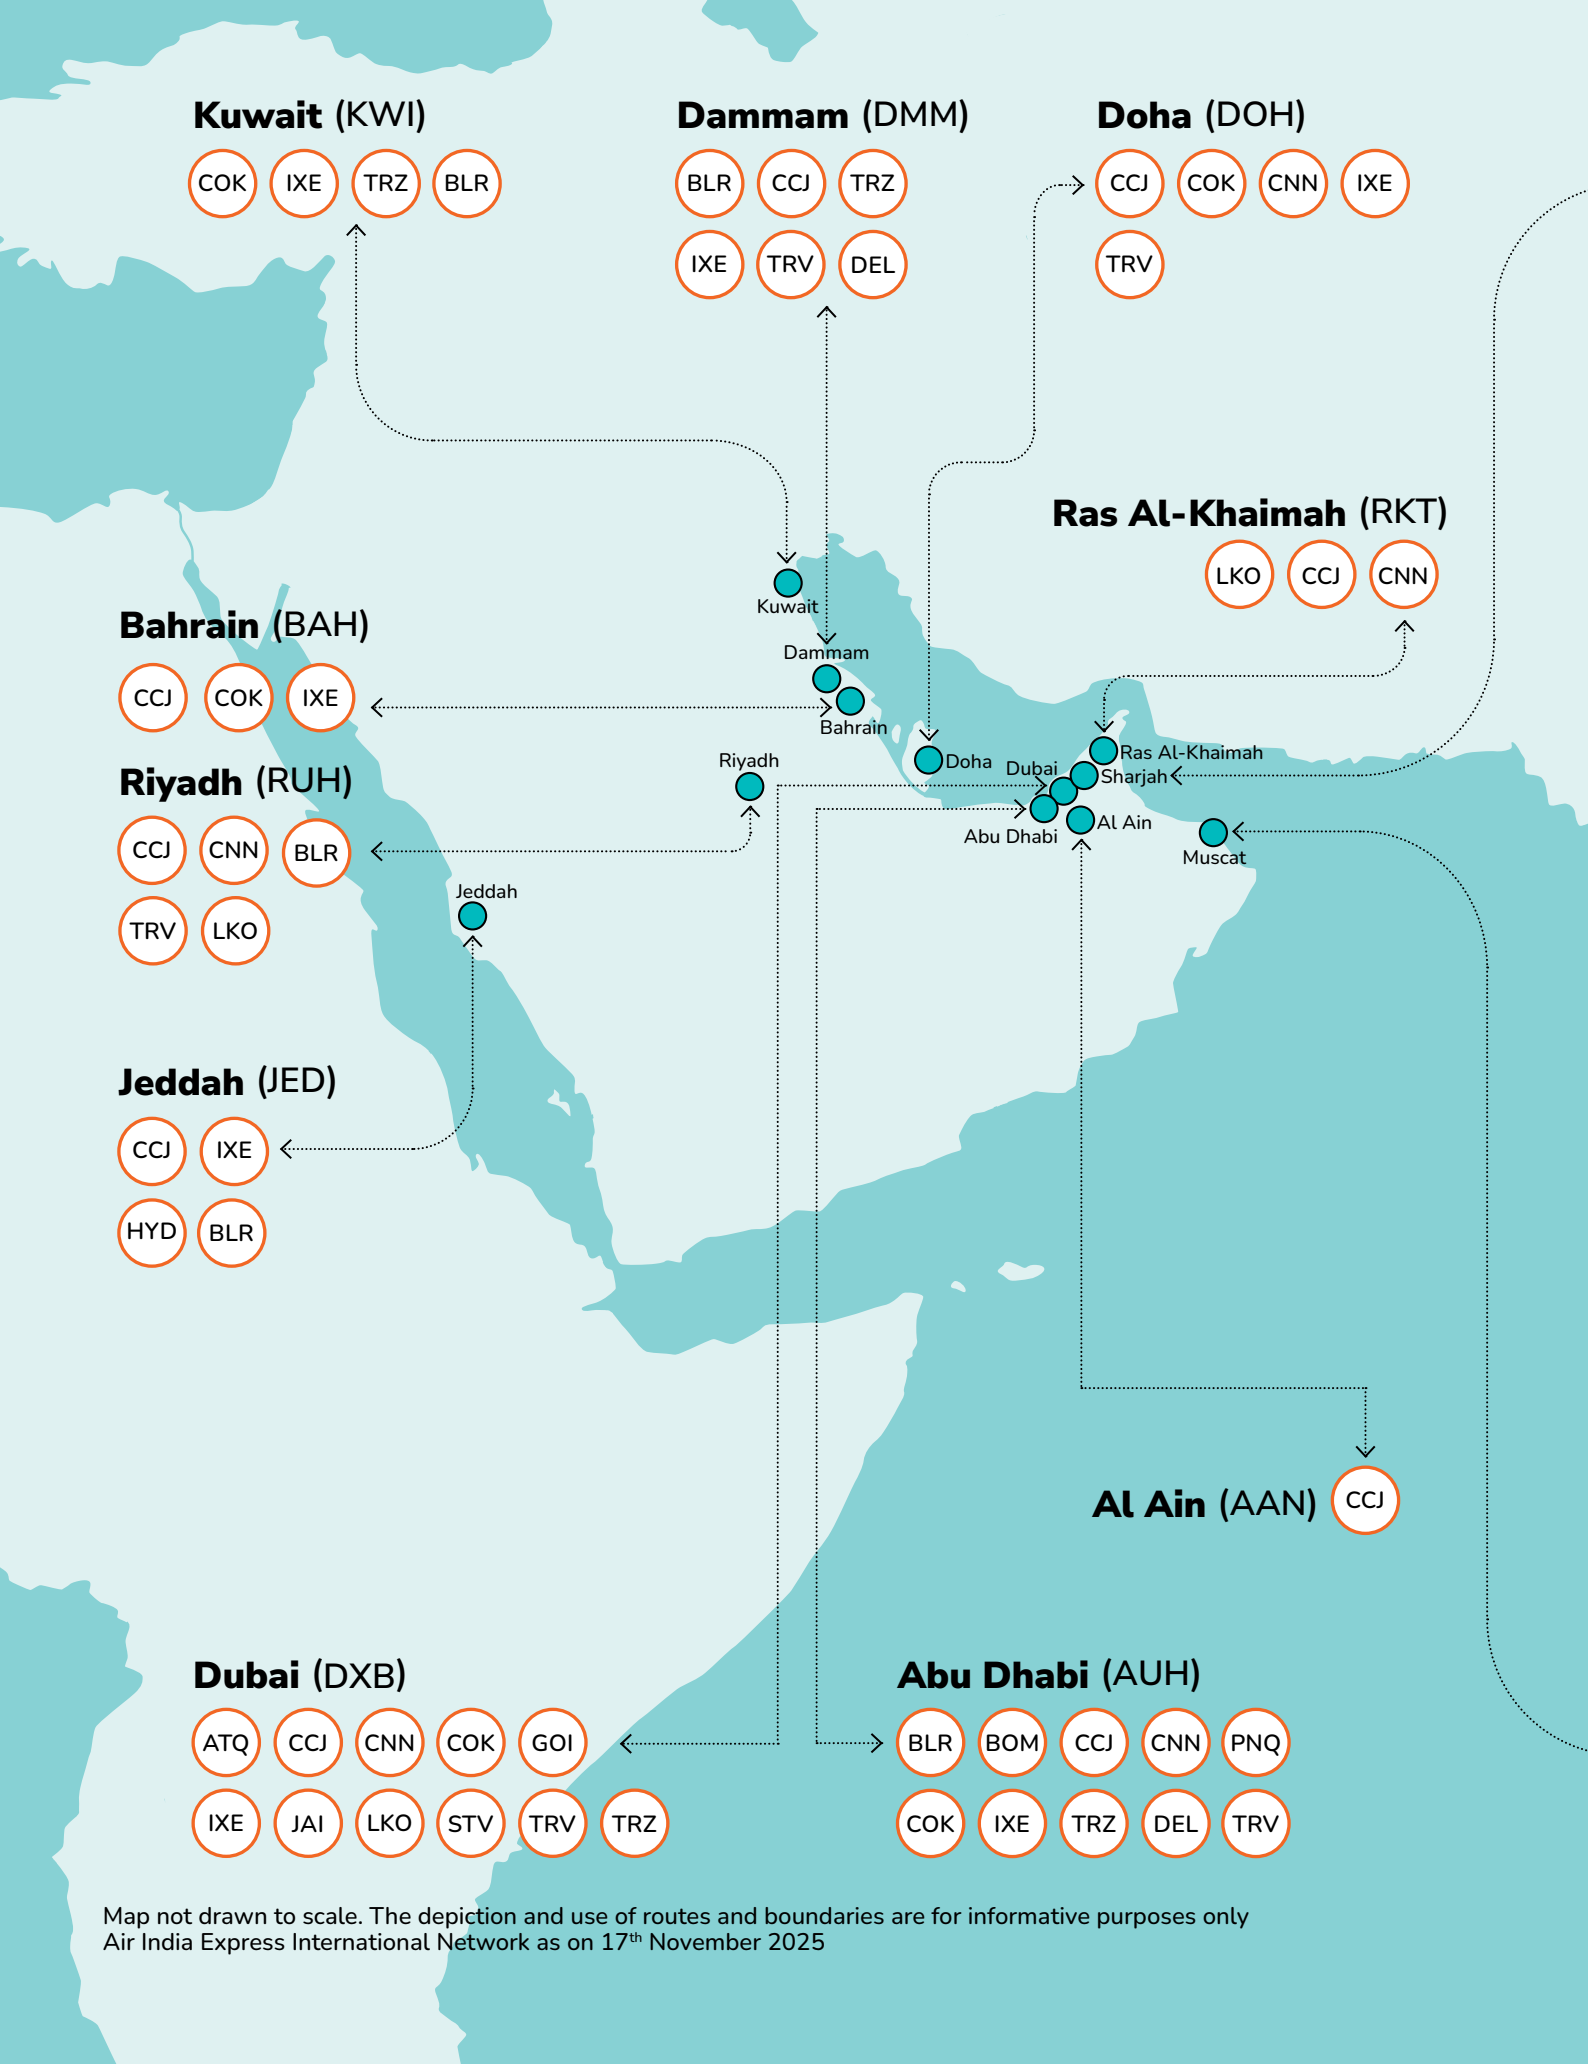 Kuwait (KWI)
COK IXE TRZ BLR
Dammam (DMM)
BLR CCJ TRZ
IXE TRV DEL
Doha (DOH)
CCJ COK CNN IXE
TRV
Ras Al-Khaimah (RKT)
LKO CCJ CNN
Kuwait
Dammam
Bahrain
Bahrain (BAH)
CCJ COK IXE
Riyadh (RUH)
CCJ CNN BLR
TRV LKO
Riyadh
Jeddah
Doha
Dubai
Ras Al-Khaimah
Sharjah
Abu Dhabi
Al Ain
Muscat
Jeddah (JED)
CCJ IXE
HYD BLR
Al Ain (AAN) CCJ
Dubai (DXB)
ATQ CCJ CNN COK GOI
IXE JAI LKO STV TRV TRZ
Abu Dhabi (AUH)
BLR BOM CCJ CNN PNQ
COK IXE TRZ DEL TRV
Map not drawn to scale. The depiction and use of routes and boundaries are for informative purposes only
Air India Express International Network as on 17th November 2025